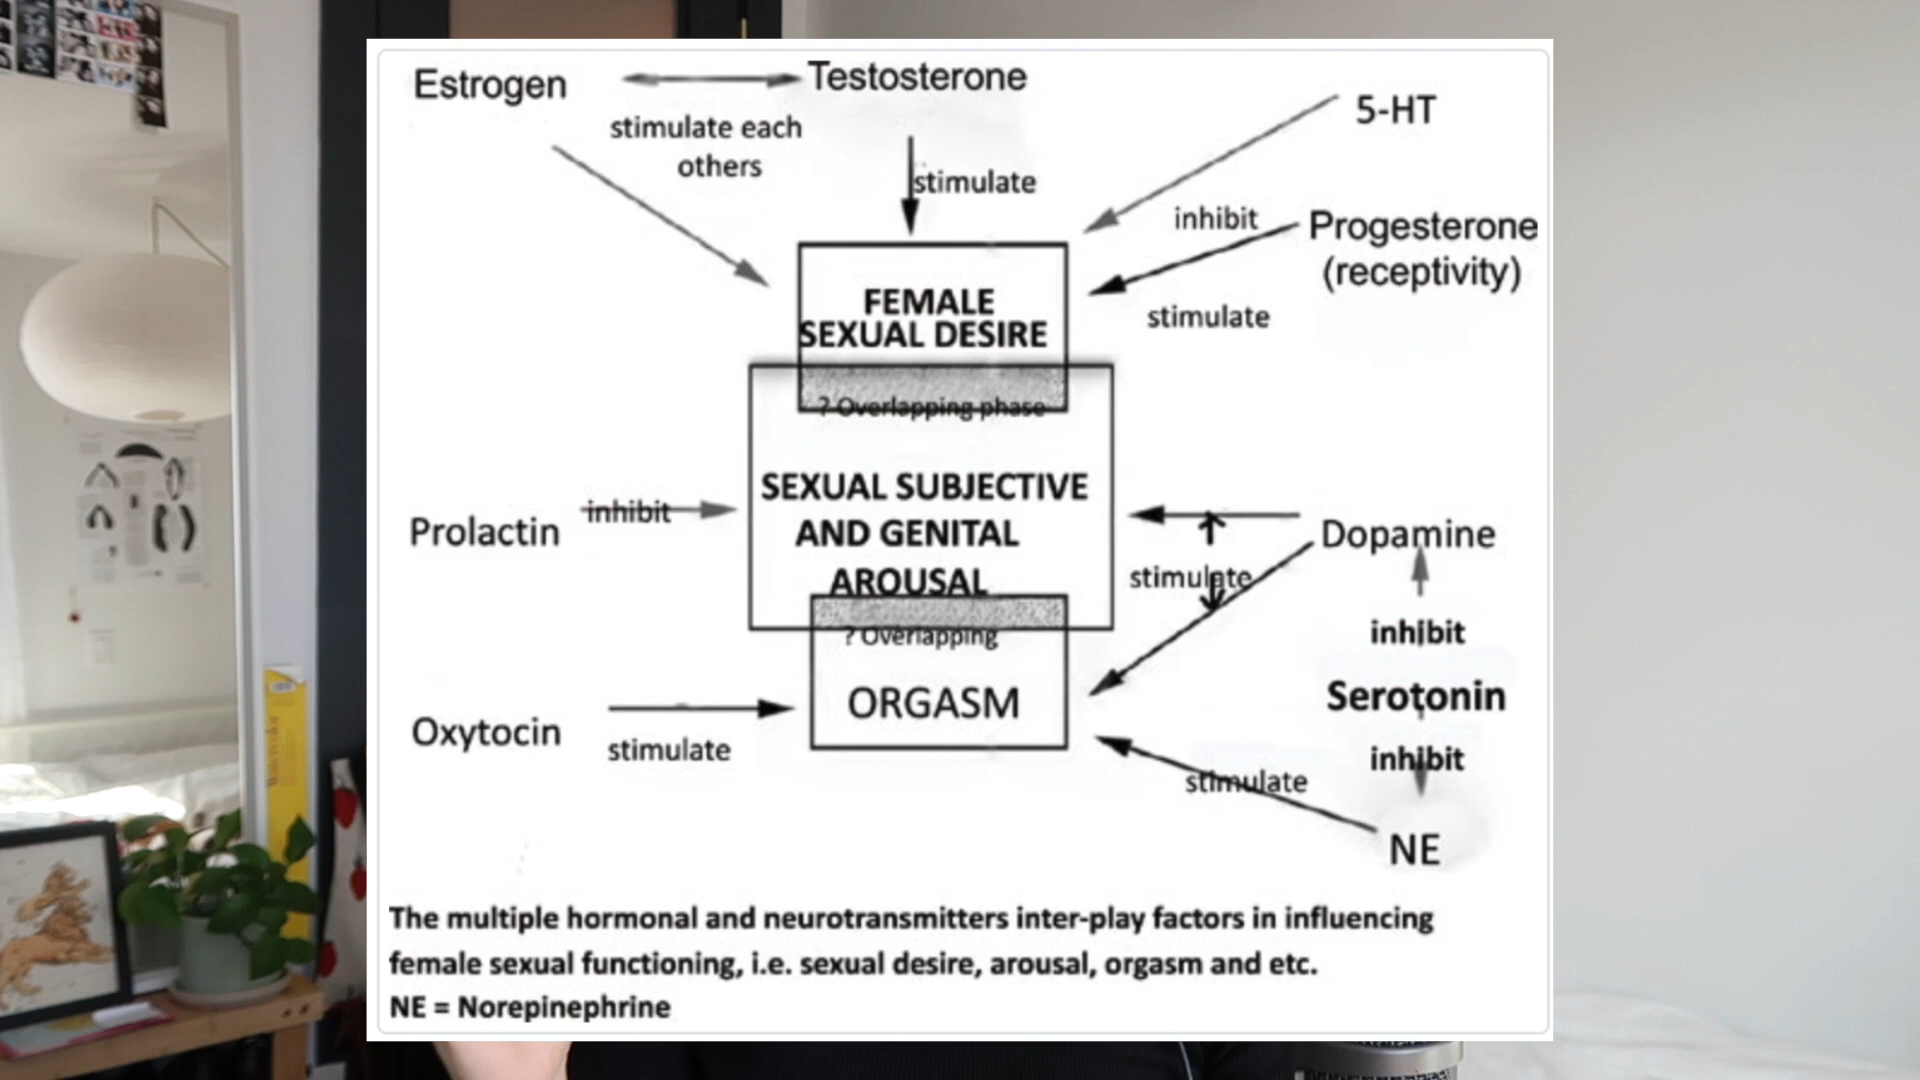 Estrogen
Testosterone
stimulate each
others
5-HT
stimulate
inhibit
Progesterone
(receptivity)
stimulate
FEMALE
SEXUAL DESIRE
? Overlapping phase
SEXUAL SUBJECTIVE
AND GENITAL
AROUSAL
Prolactin
inhibit
Dopamine
stimulate
inhibit
? Overlapping
Serotonin
ORGASM
Oxytocin
stimulate
inhibit
stimulate
NE
The multiple hormonal and neurotransmitters inter-play factors in influencing
female sexual functioning, i.e. sexual desire, arousal, orgasm and etc.
NE = Norepinephrine